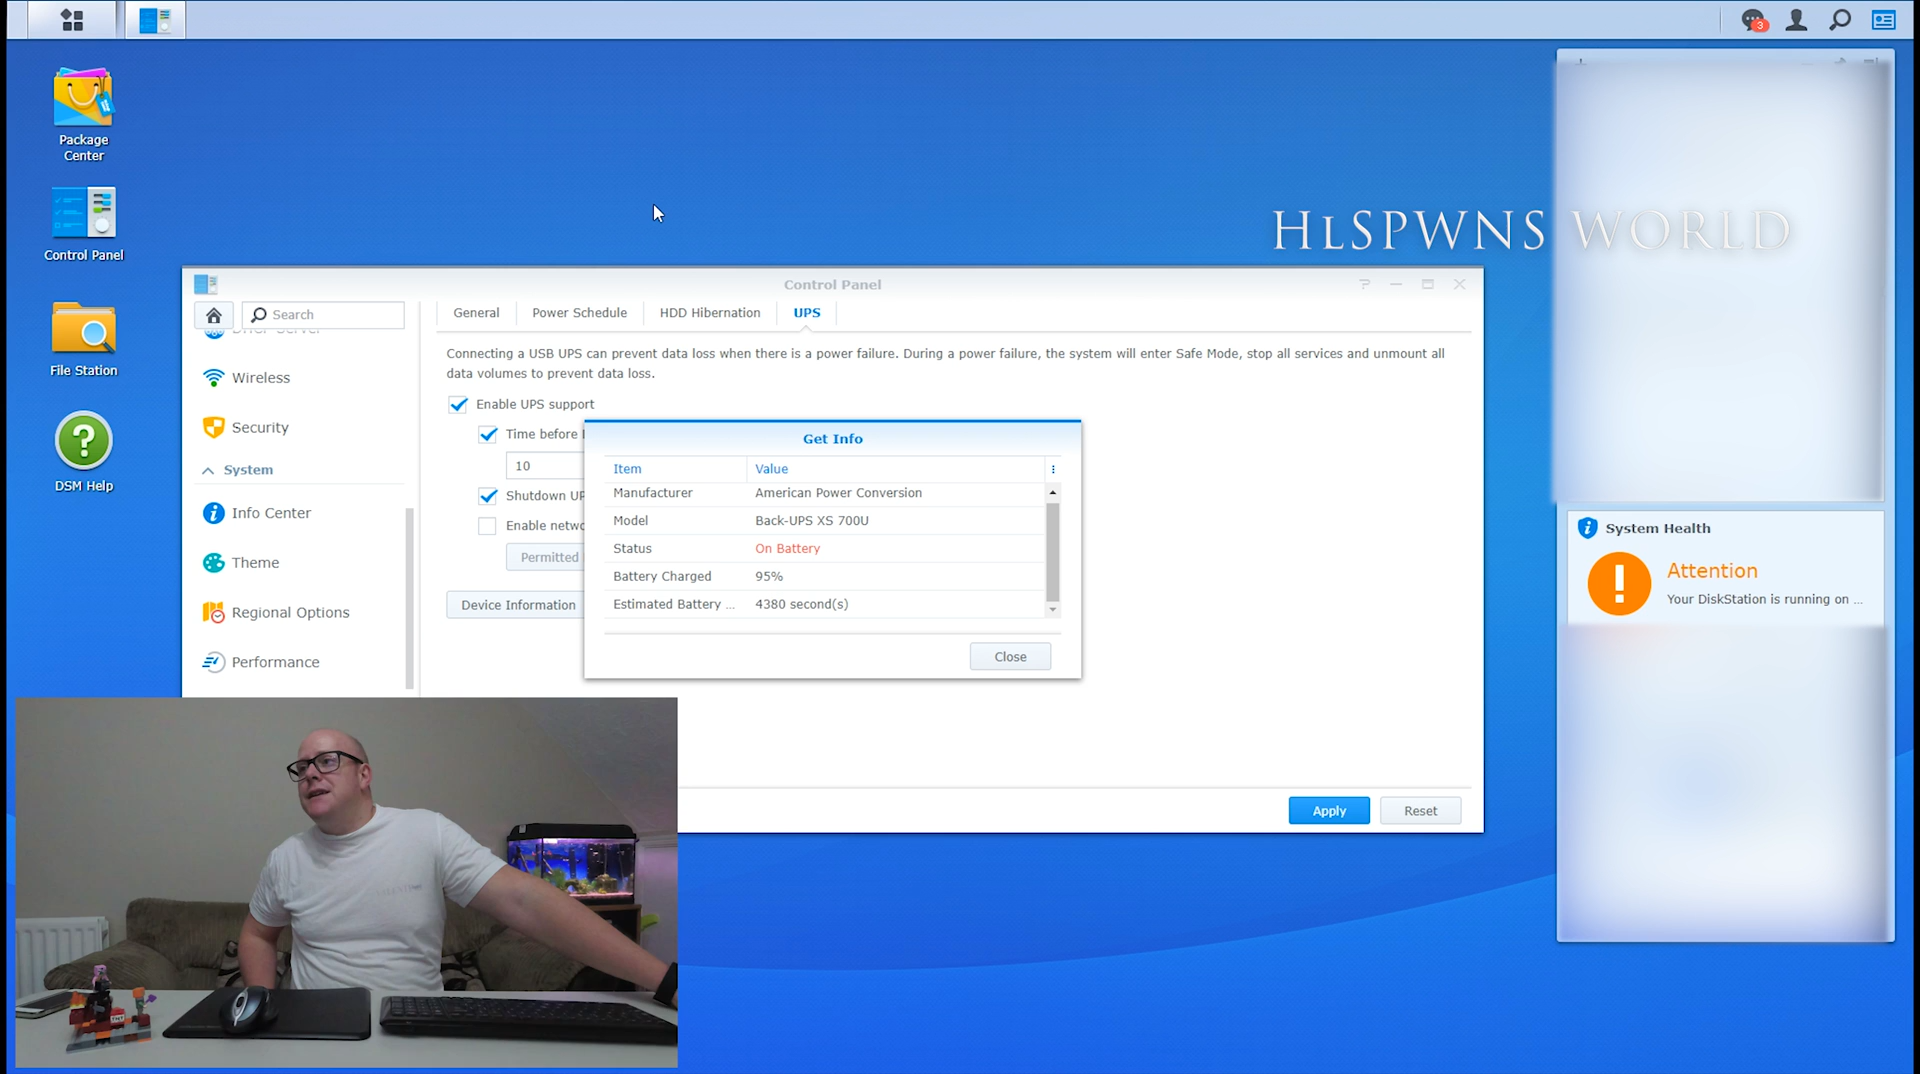 3
Package
Center
Control Panel
File Station
DSM Help
HLSPWNS WORLD
Control Panel
Search
General
Power Schedule
HDD Hibernation
UPS
Connecting a USB UPS can prevent data loss when there is a power failure. During a power failure, the system will enter Safe Mode, stop all services and unmount all
data volumes to prevent data loss.
Wireless
Security
System
Info Center
Theme
Regional Options
Performance
Enable UPS support
Time before
10
Shutdown UP
Enable netwo
Permitted
Device Information
Get Info
Item Value
Manufacturer American Power Conversion
Model Back-UPS XS 700U
Status On Battery
Battery Charged 95%
Estimated Battery ... 4380 second(s)
Close
Apply
Reset
System Health
Attention
Your DiskStation is running on ...